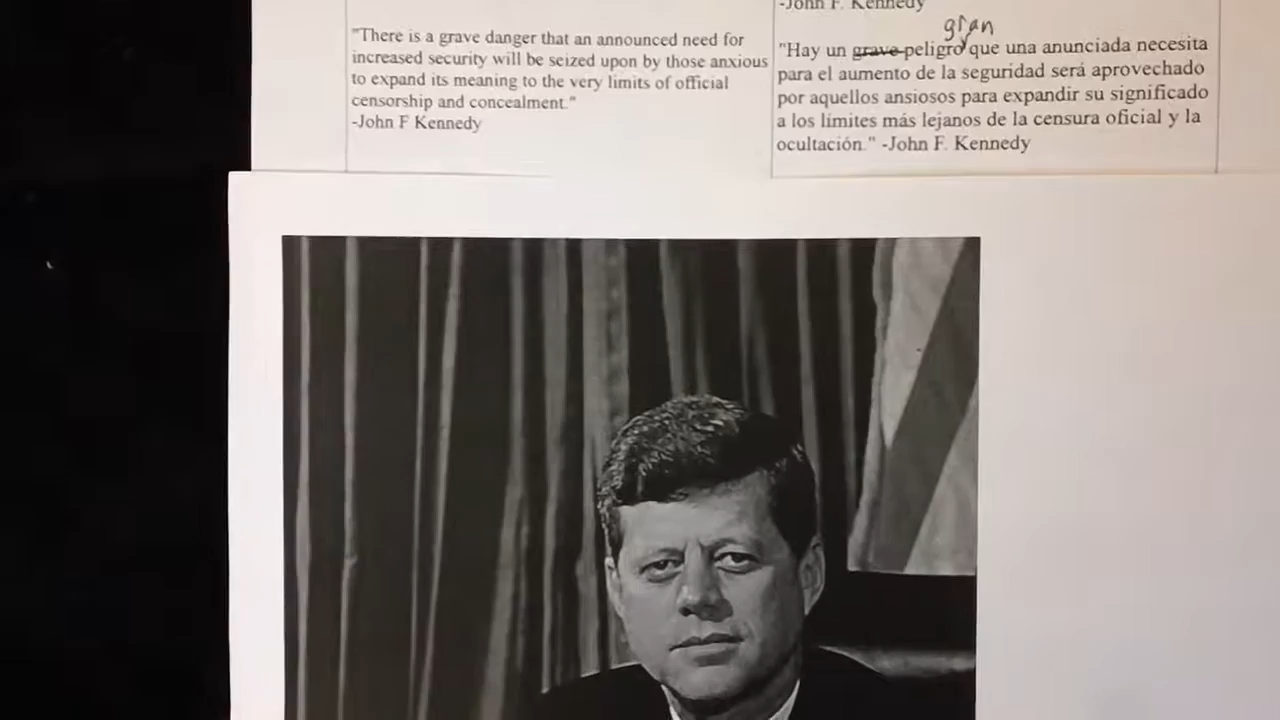 "There is a grave danger that an announced need for
increased security will be seized upon by those anxious
to expand its meaning to the very limits of official
censorship and concealment."
-John F Kennedy
-John F. Kennedy
gran
"Hay un grave peligro que una anunciada necesita
para el aumento de la seguridad será aprovechado
por aquellos ansiosos para expandir su significado
a los límites más lejanos de la censura oficial y la
ocultación." -John F. Kennedy